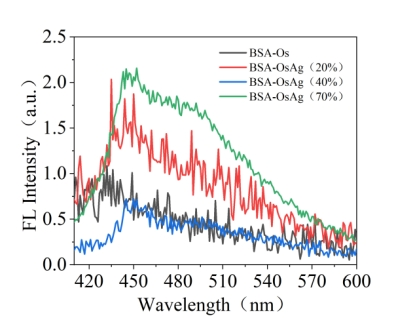 2.5
2.0
1.5
1.0
0.5
0.0
FL Intensity（a.u.）
BSA-Os
BSA-OsAg（20%）
BSA-OsAg（40%）
BSA-OsAg（70%）
420 450 480 510 540 570 600
Wavelength（nm）